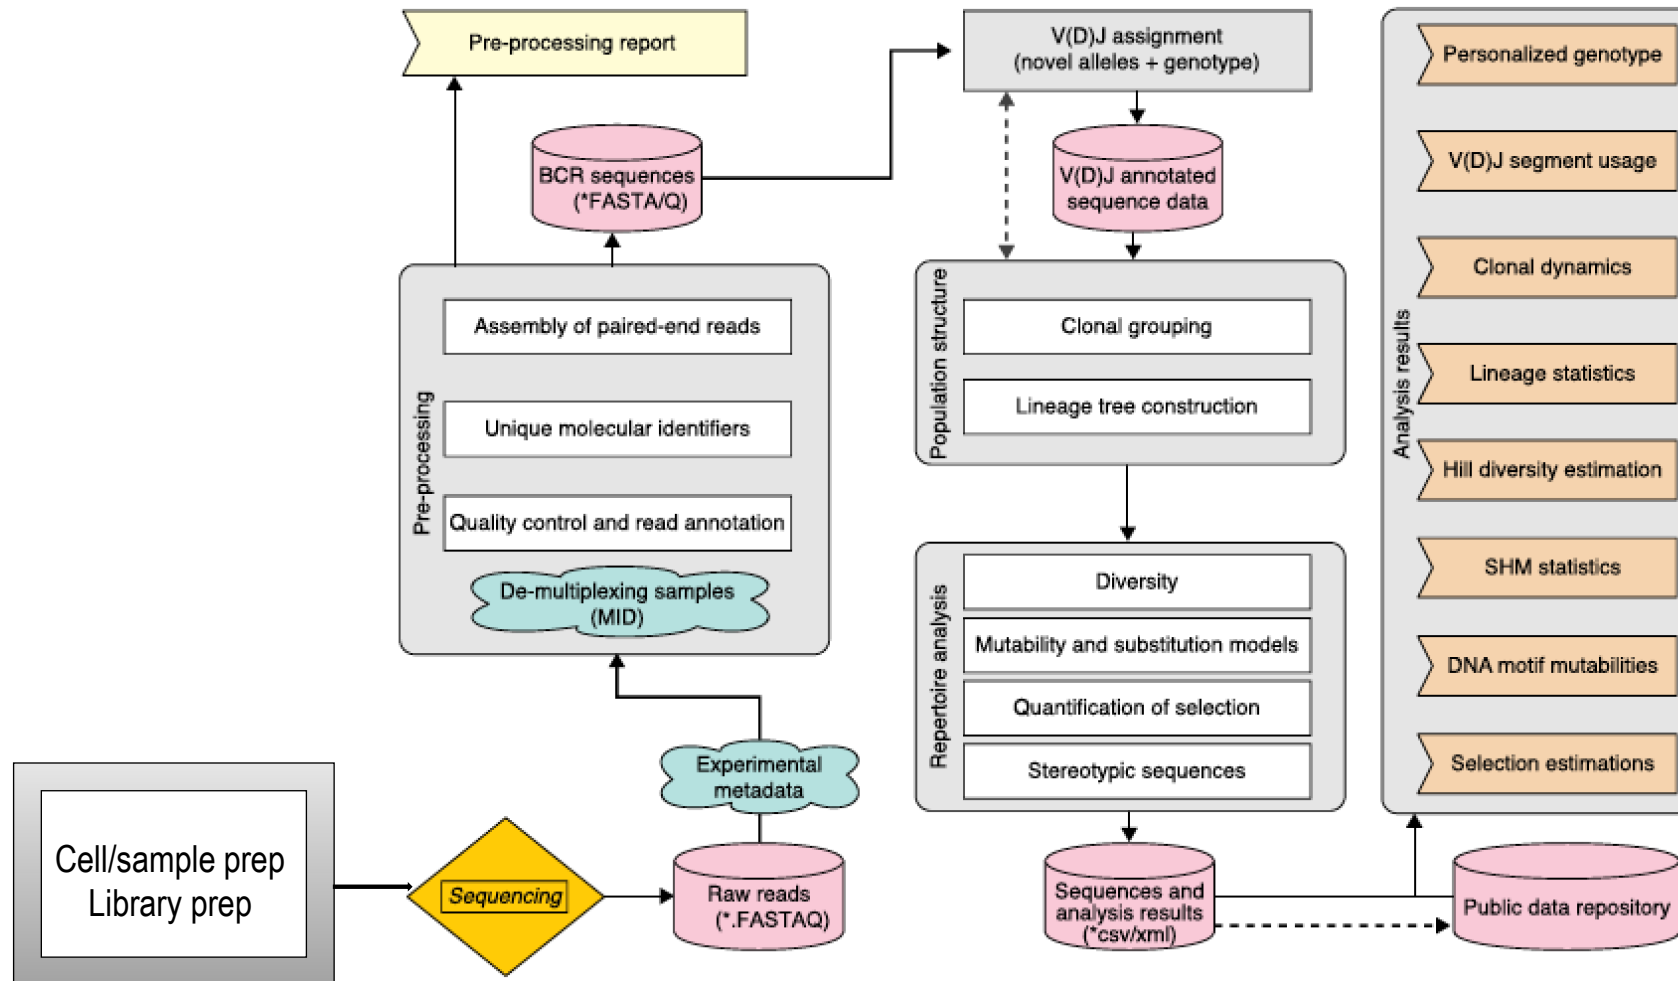 Pre-processing report
BCR sequences
(*FASTA/Q)
Pre-processing
Assembly of paired-end reads
Unique molecular identifiers
Quality control and read annotation
De-multiplexing samples
(MID)
Experimental
metadata
Cell/sample prep
Library prep
Sequencing
Raw reads
(*.FASTAQ)
V(D)J assignment
(novel alleles + genotype)
V(D)J annotated
sequence data
Population structure
Clonal grouping
Lineage tree construction
Repertoire analysis
Diversity
Mutability and substitution models
Quantification of selection
Stereotypic sequences
Sequences and
analysis results
(*csv/xml)
Analysis results
Personalized genotype
V(D)J segment usage
Clonal dynamics
Lineage statistics
Hill diversity estimation
SHM statistics
DNA motif mutabilities
Selection estimations
Public data repository